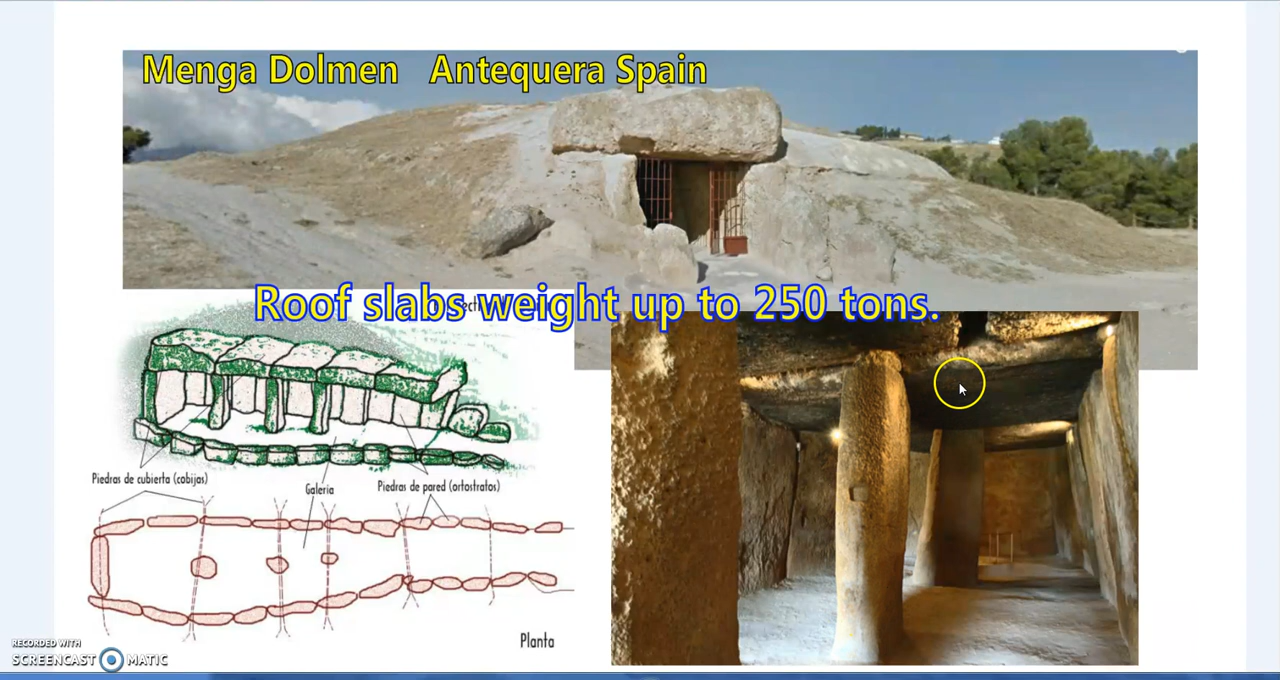 Menga Dolmen Antequera Spain
Roof slabs weight up to 250 tons.
Piedras de cubierta (cobijas)
Galeria
Piedras de pared (ortostratos)
Planta
RECORDED WITH
SCREENCAST MATIC